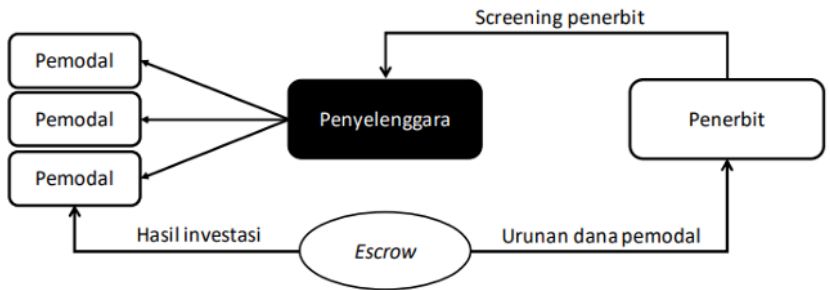 Screening penerbit
Pemodal
Pemodal
Pemodal
Penyelenggara
Penerbit
Hasil investasi
Escrow
Urunan dana pemodal